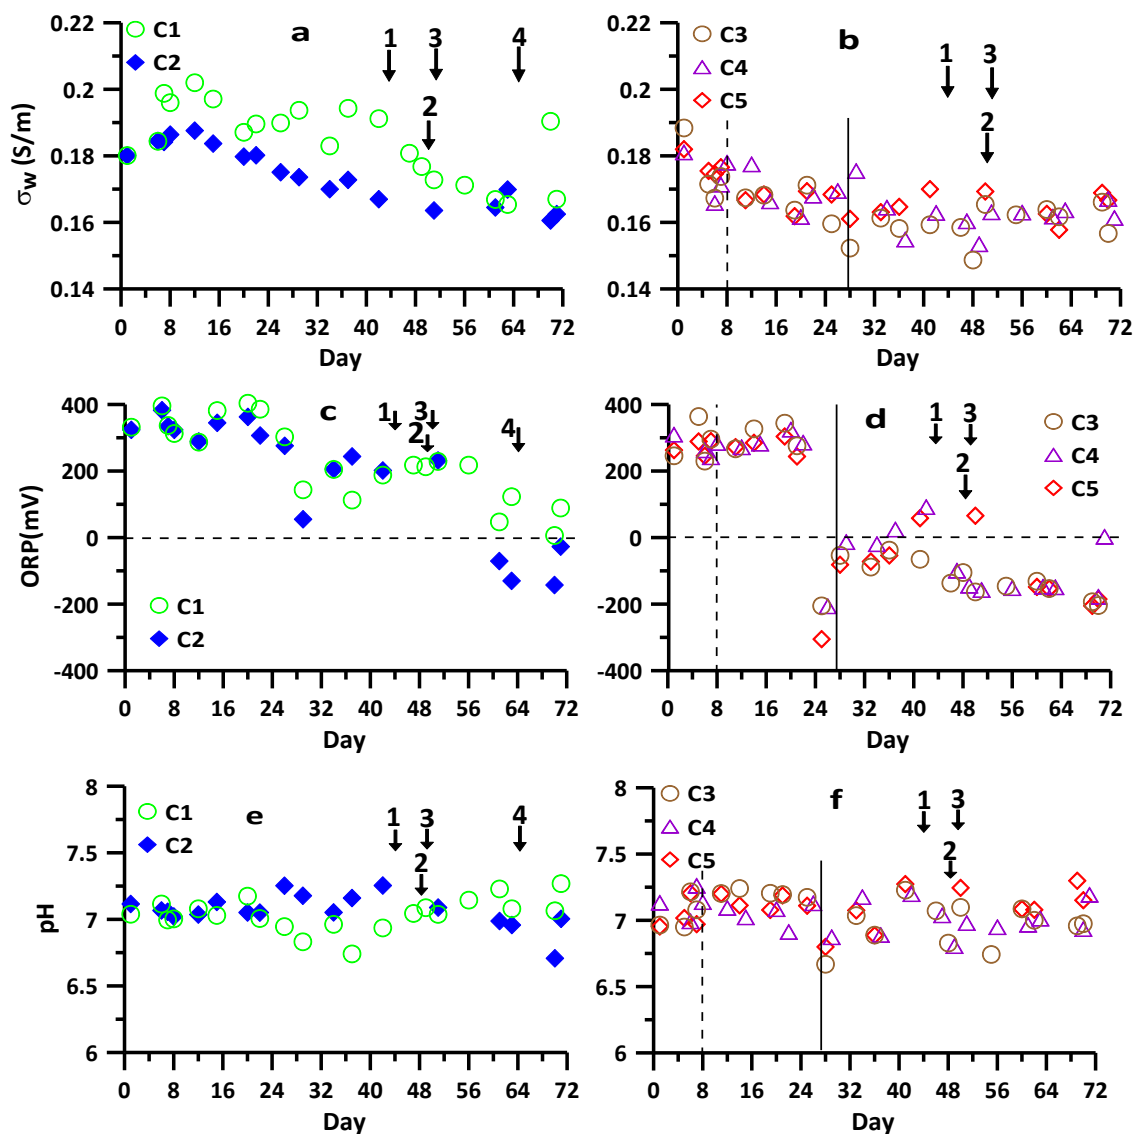 0.22
0.2
0.18
0.16
0.14
σw (S/m)
C1
C2
a
1
3
4
2
0 8 16 24 32 40 48 56 64 72
Day
0.22
0.2
0.18
0.16
0.14
C3
C4
C5
b
1
3
2
0 8 16 24 32 40 48 56 64 72
Day
400
200
0
-200
-400
ORP(mV)
c
1
3
2
4
C1
C2
0 8 16 24 32 40 48 56 64 72
Day
400
200
0
-200
-400
d
1
3
2
C3
C4
C5
0 8 16 24 32 40 48 56 64 72
Day
8
7.5
7
6.5
6
pH
C1
C2
e
1
3
2
4
0 8 16 24 32 40 48 56 64 72
Day
8
7.5
7
6.5
6
C3
C4
C5
f
1
3
2
0 8 16 24 32 40 48 56 64 72
Day